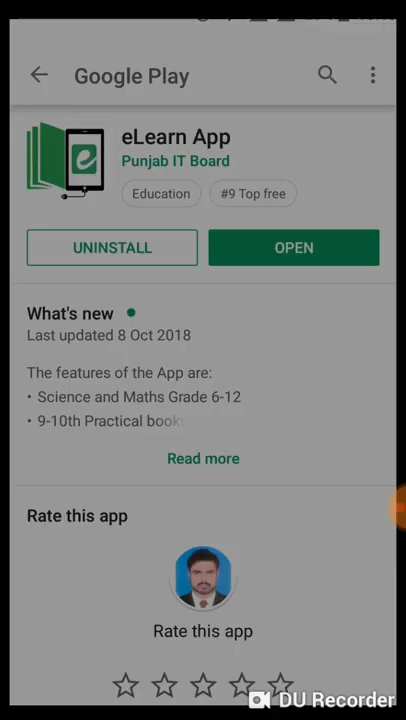 Google Play
eLearn App
Punjab IT Board
Education
#9 Top free
UNINSTALL
OPEN
What's new
Last updated 8 Oct 2018
The features of the App are:
• Science and Maths Grade 6-12
• 9-10th Practical books
Read more
Rate this app
Rate this app
DU Recorder